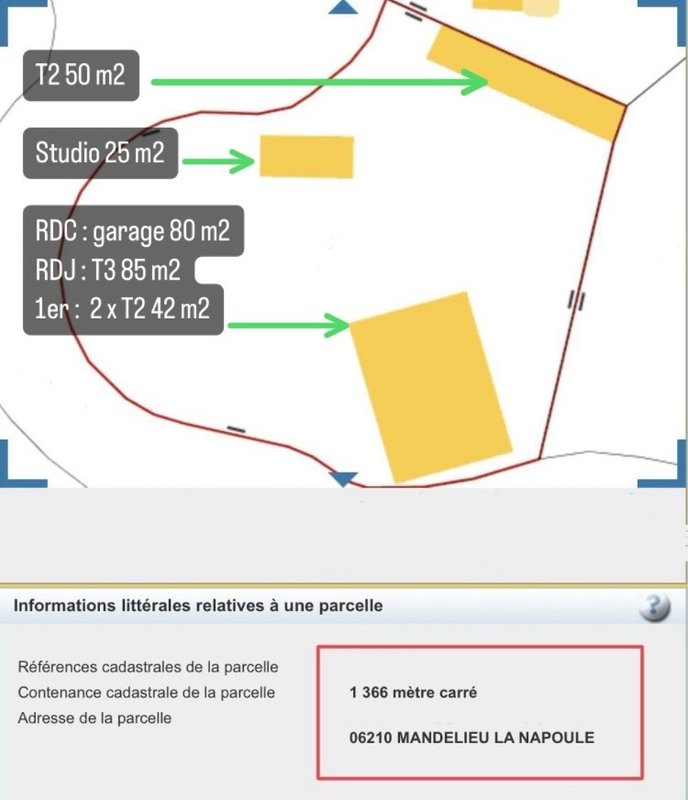 T2 50 m2
Studio 25 m2
RDC : garage 80 m2
RDJ : T3 85 m2
1er : 2 x T2 42 m2
Informations littérales relatives à une parcelle
?
Références cadastrales de la parcelle
Contenance cadastrale de la parcelle 1 366 mètre carré
Adresse de la parcelle
06210 MANDELIEU LA NAPOULE